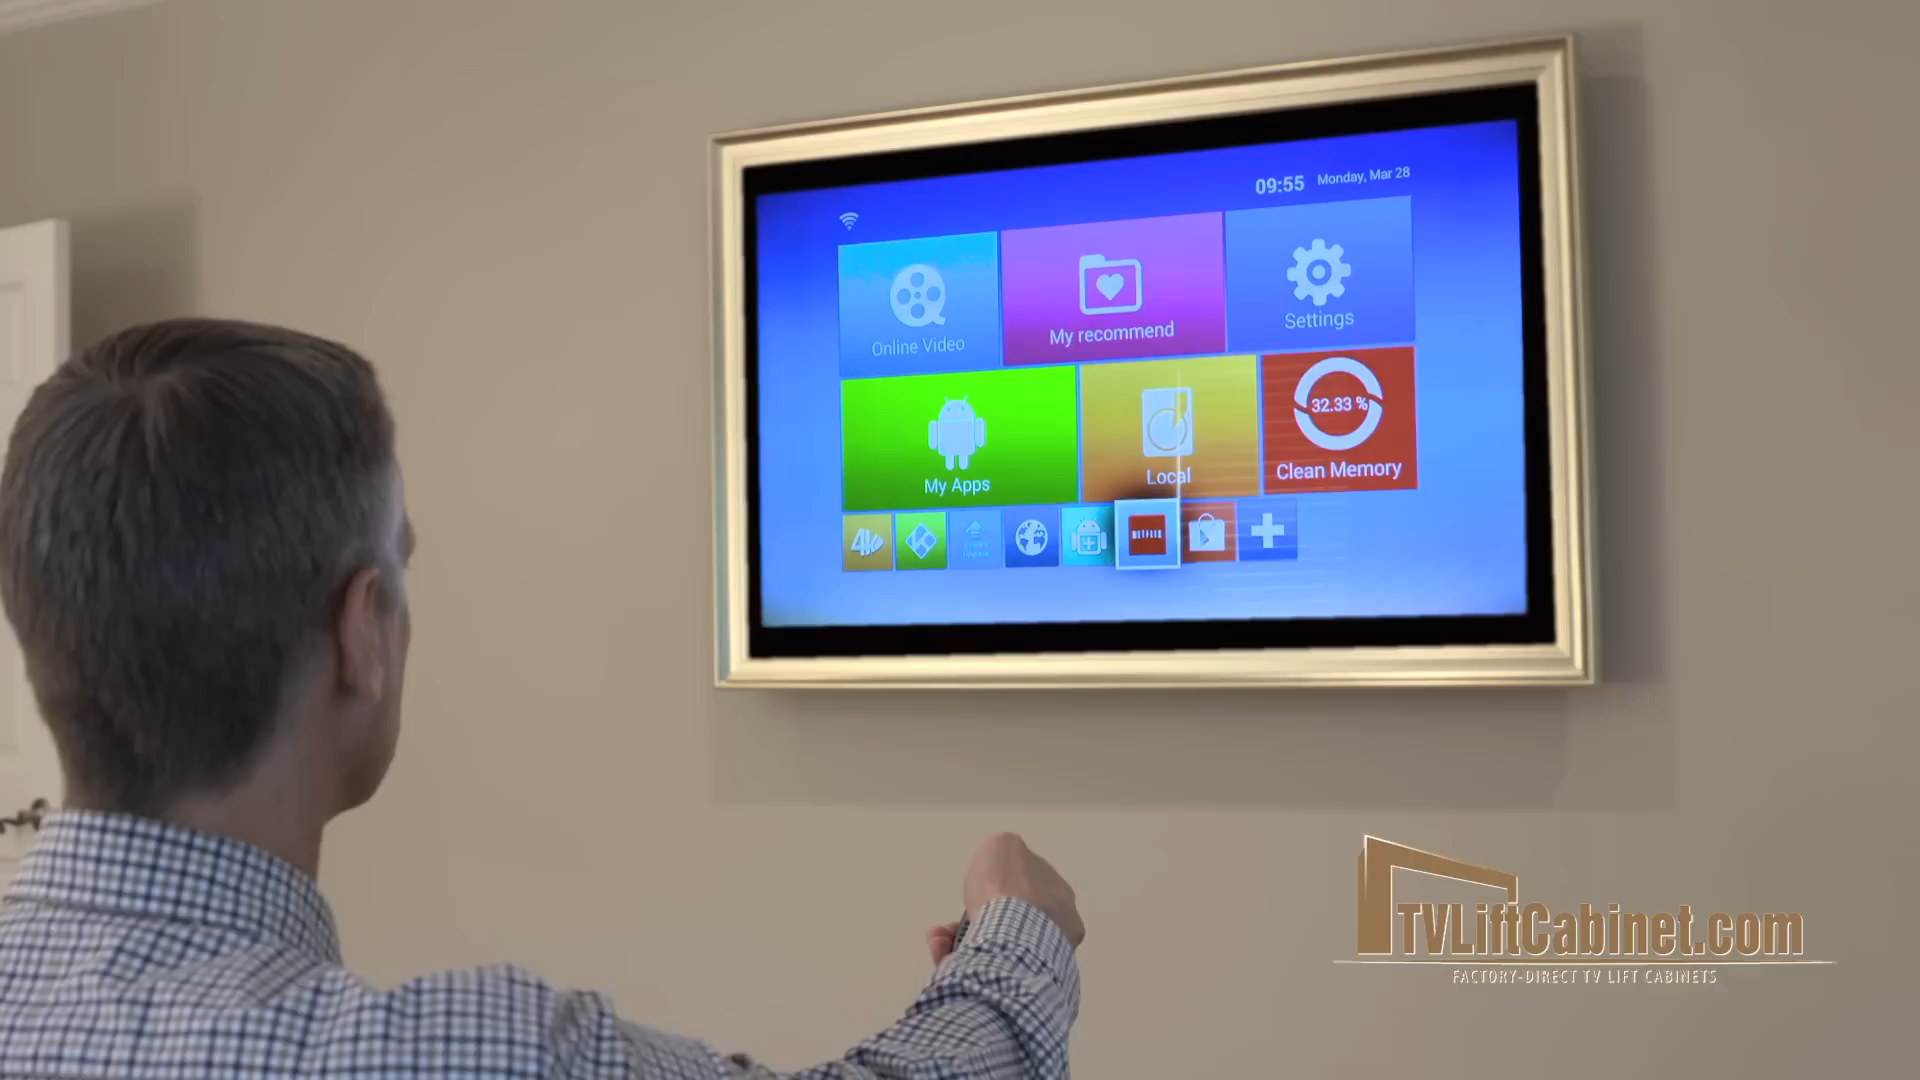 09:55 Monday, Mar 28
Online Video
My recommend
Settings
My Apps
Local
32.33 %
Clean Memory
4K
NETFLIX
TVLiftCabinet.com
FACTORY-DIRECT TV LIFT CABINETS